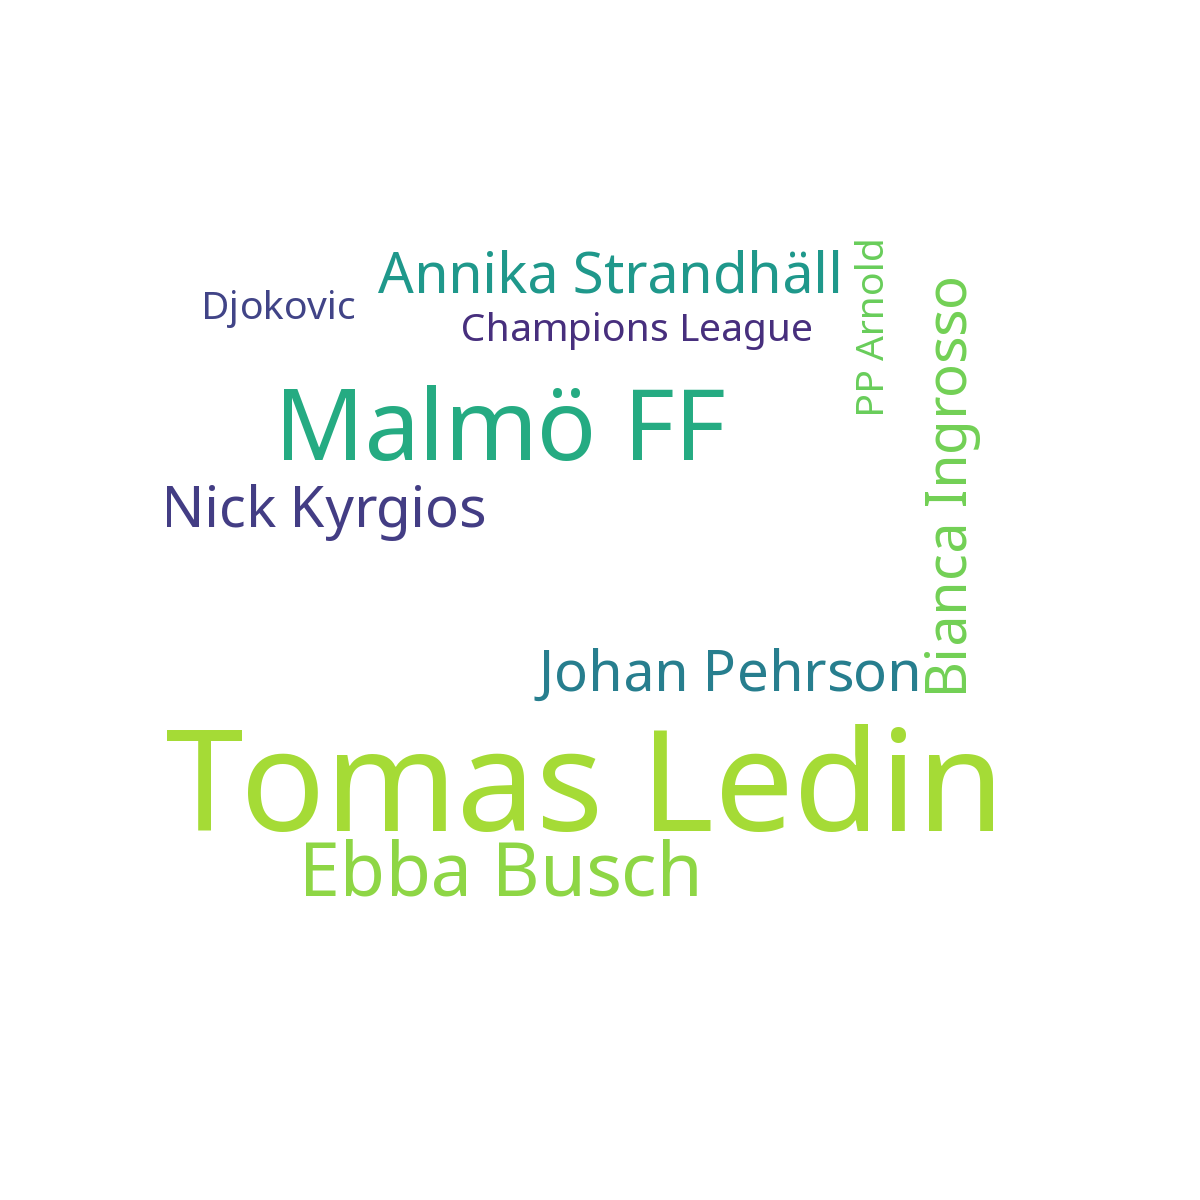 Annika Strandhäll
Djokovic
Champions League
PP Arnold
Bianca Ingrosso
Malmö FF
Nick Kyrgios
Johan Pehrson
Tomas Ledin
Ebba Busch